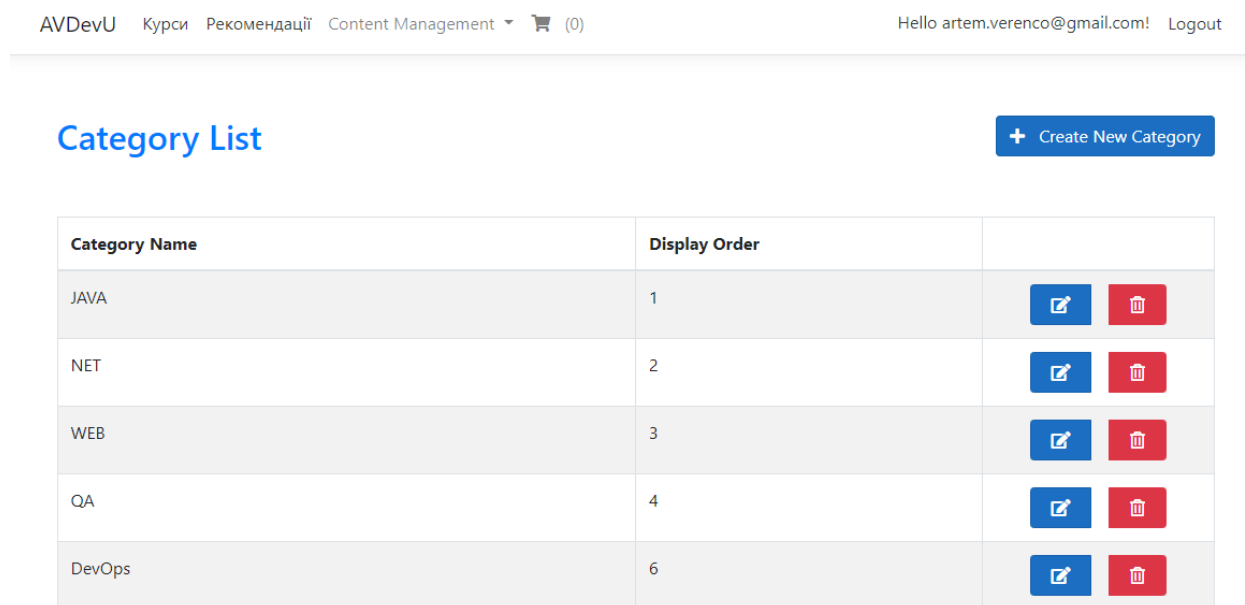 AVDevU Курси Рекомендації Content Management (0) Hello artem.verenco@gmail.com! Logout
Category List
Create New Category
Category Name Display Order
JAVA 1
NET 2
WEB 3
QA 4
DevOps 6